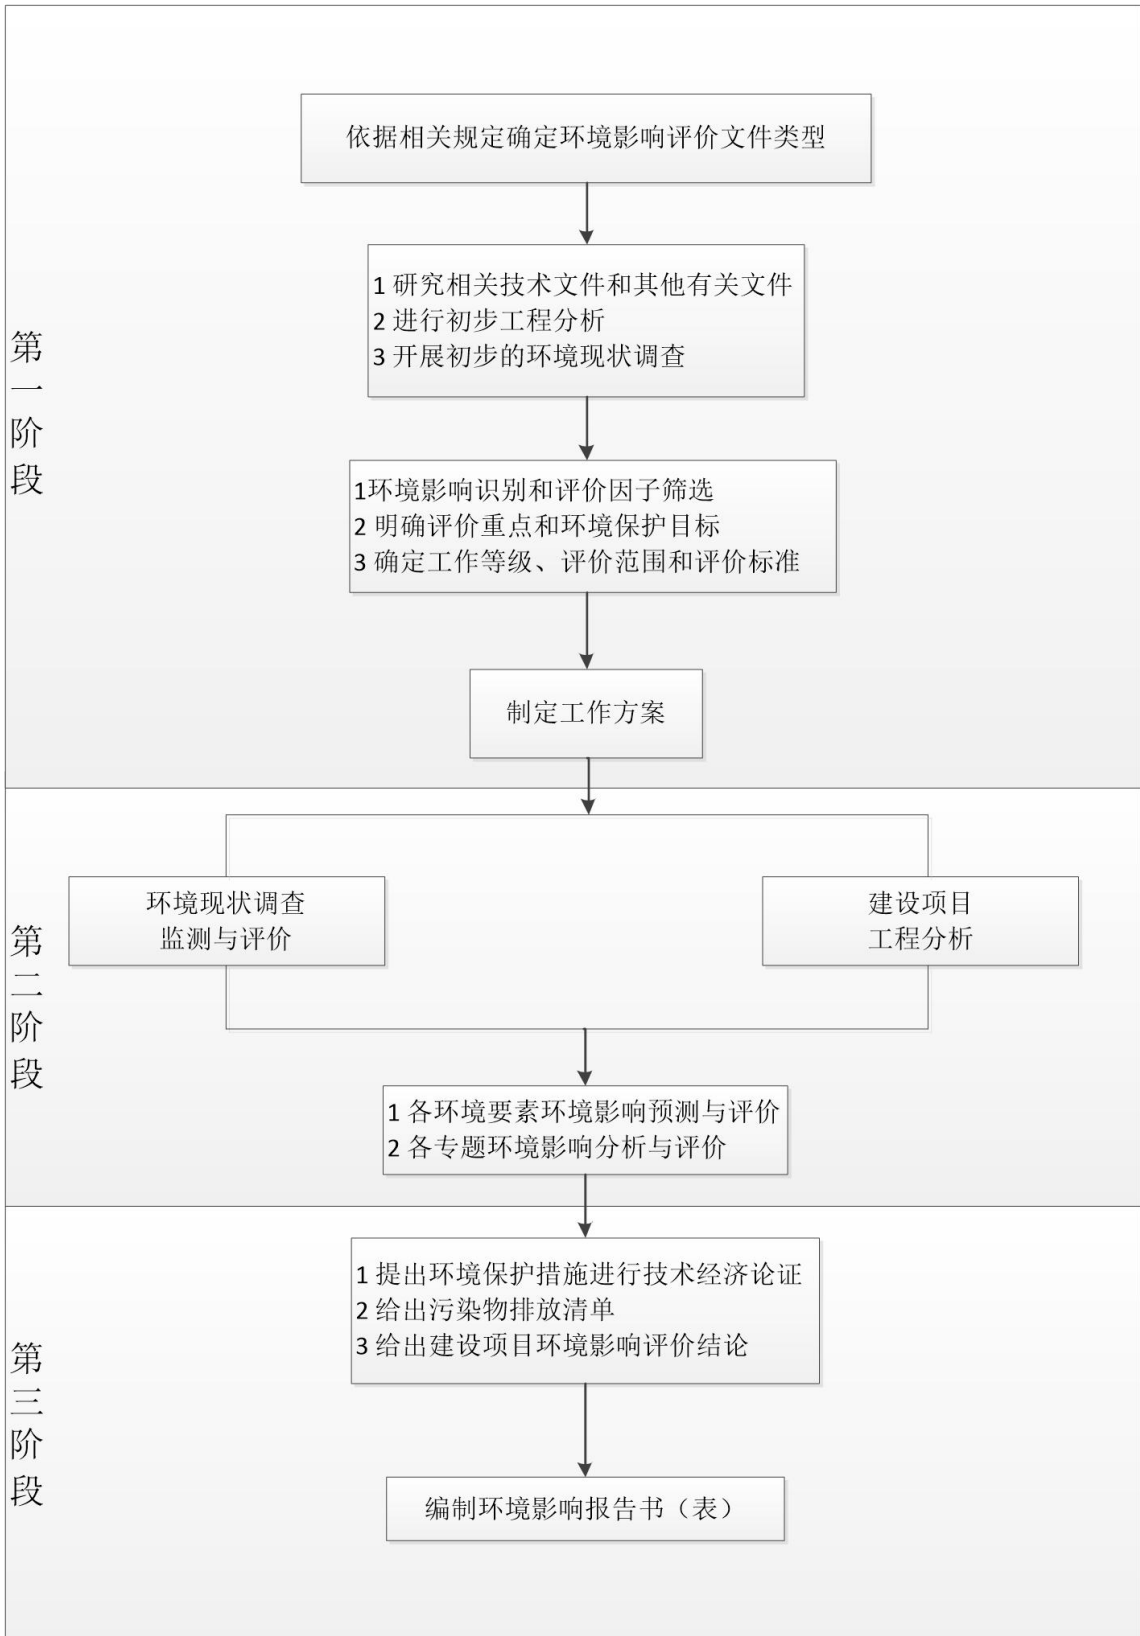 第一阶段
依据相关规定确定环境影响评价文件类型
1 研究相关技术文件和其他有关文件
2 进行初步工程分析
3 开展初步的环境现状调查
1环境影响识别和评价因子筛选
2 明确评价重点和环境保护目标
3 确定工作等级、评价范围和评价标准
制定工作方案
第二阶段
环境现状调查
监测与评价
建设项目
工程分析
1 各环境要素环境影响预测与评价
2 各专题环境影响分析与评价
第三阶段
1 提出环境保护措施进行技术经济论证
2 给出污染物排放清单
3 给出建设项目环境影响评价结论
编制环境影响报告书（表）